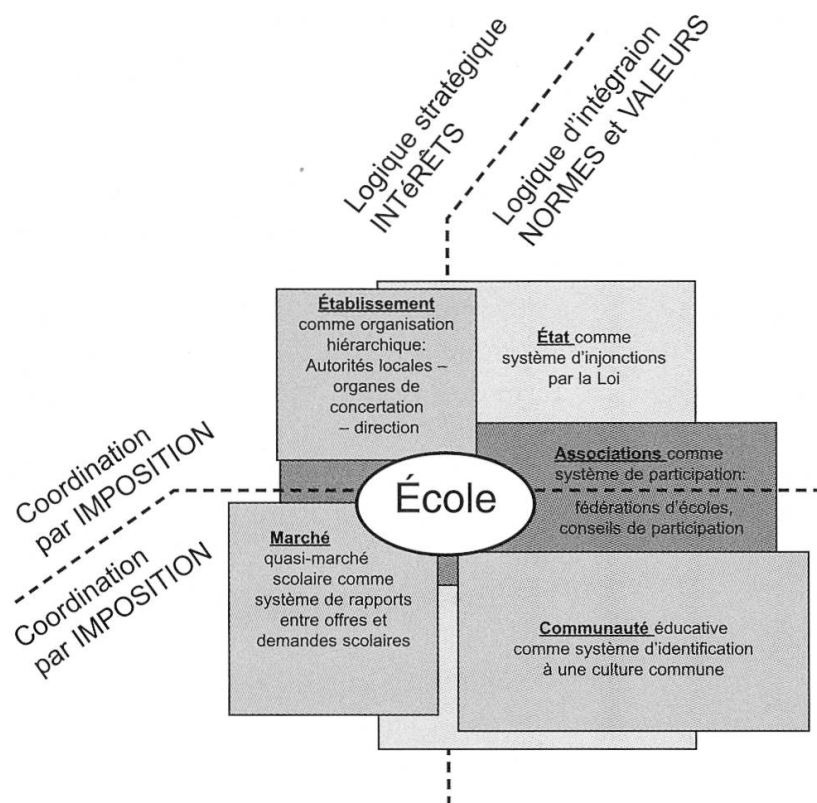 Logique stratégique
INTéRÊTS
Logique d'intégraion
NORMES et VALEURS
Établissement
comme organisation
hiérarchique:
Autorités locales –
organes de
concertation
– direction
État comme
système d'injonctions
par la Loi
Coordination
par IMPOSITION
Associations comme
système de participation:
fédérations d'écoles,
conseils de participation
École
Coordination
par IMPOSITION
Marché
quasi-marché
scolaire comme
système de rapports
entre offres et
demandes scolaires
Communauté éducative
comme système d'identification
à une culture commune